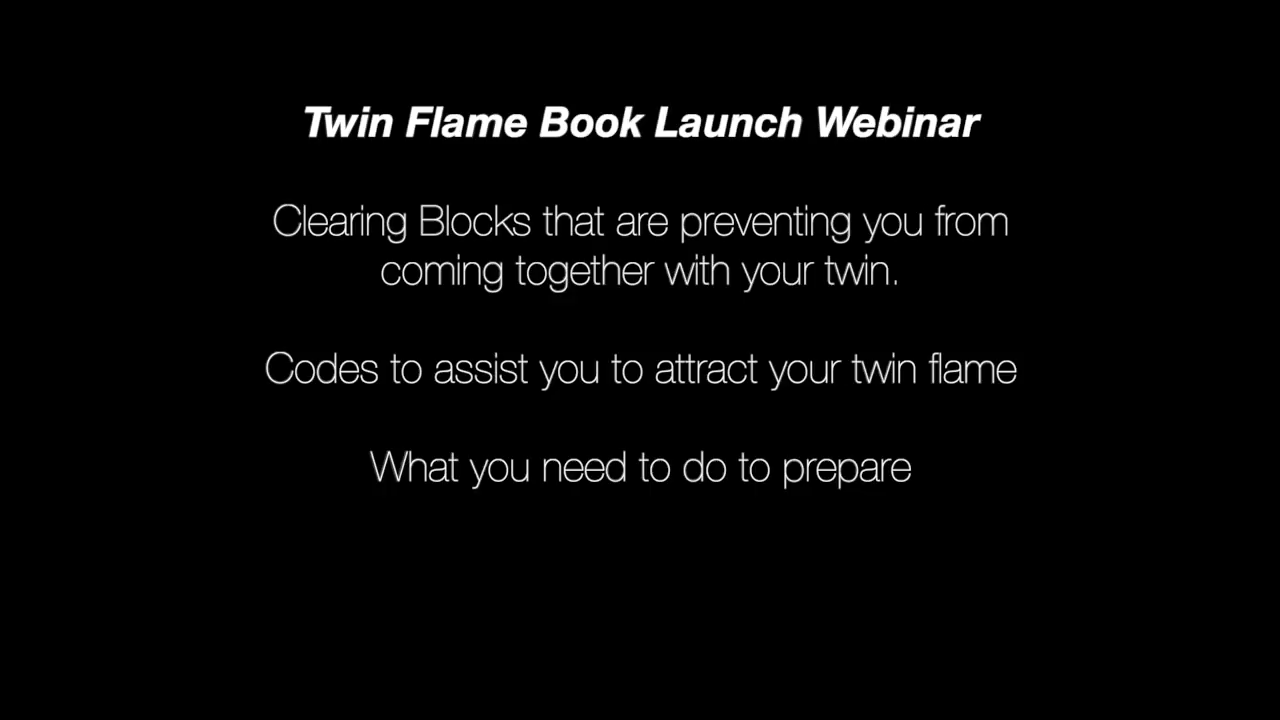 Twin Flame Book Launch Webinar
Clearing Blocks that are preventing you from
coming together with your twin.
Codes to assist you to attract your twin flame
What you need to do to prepare